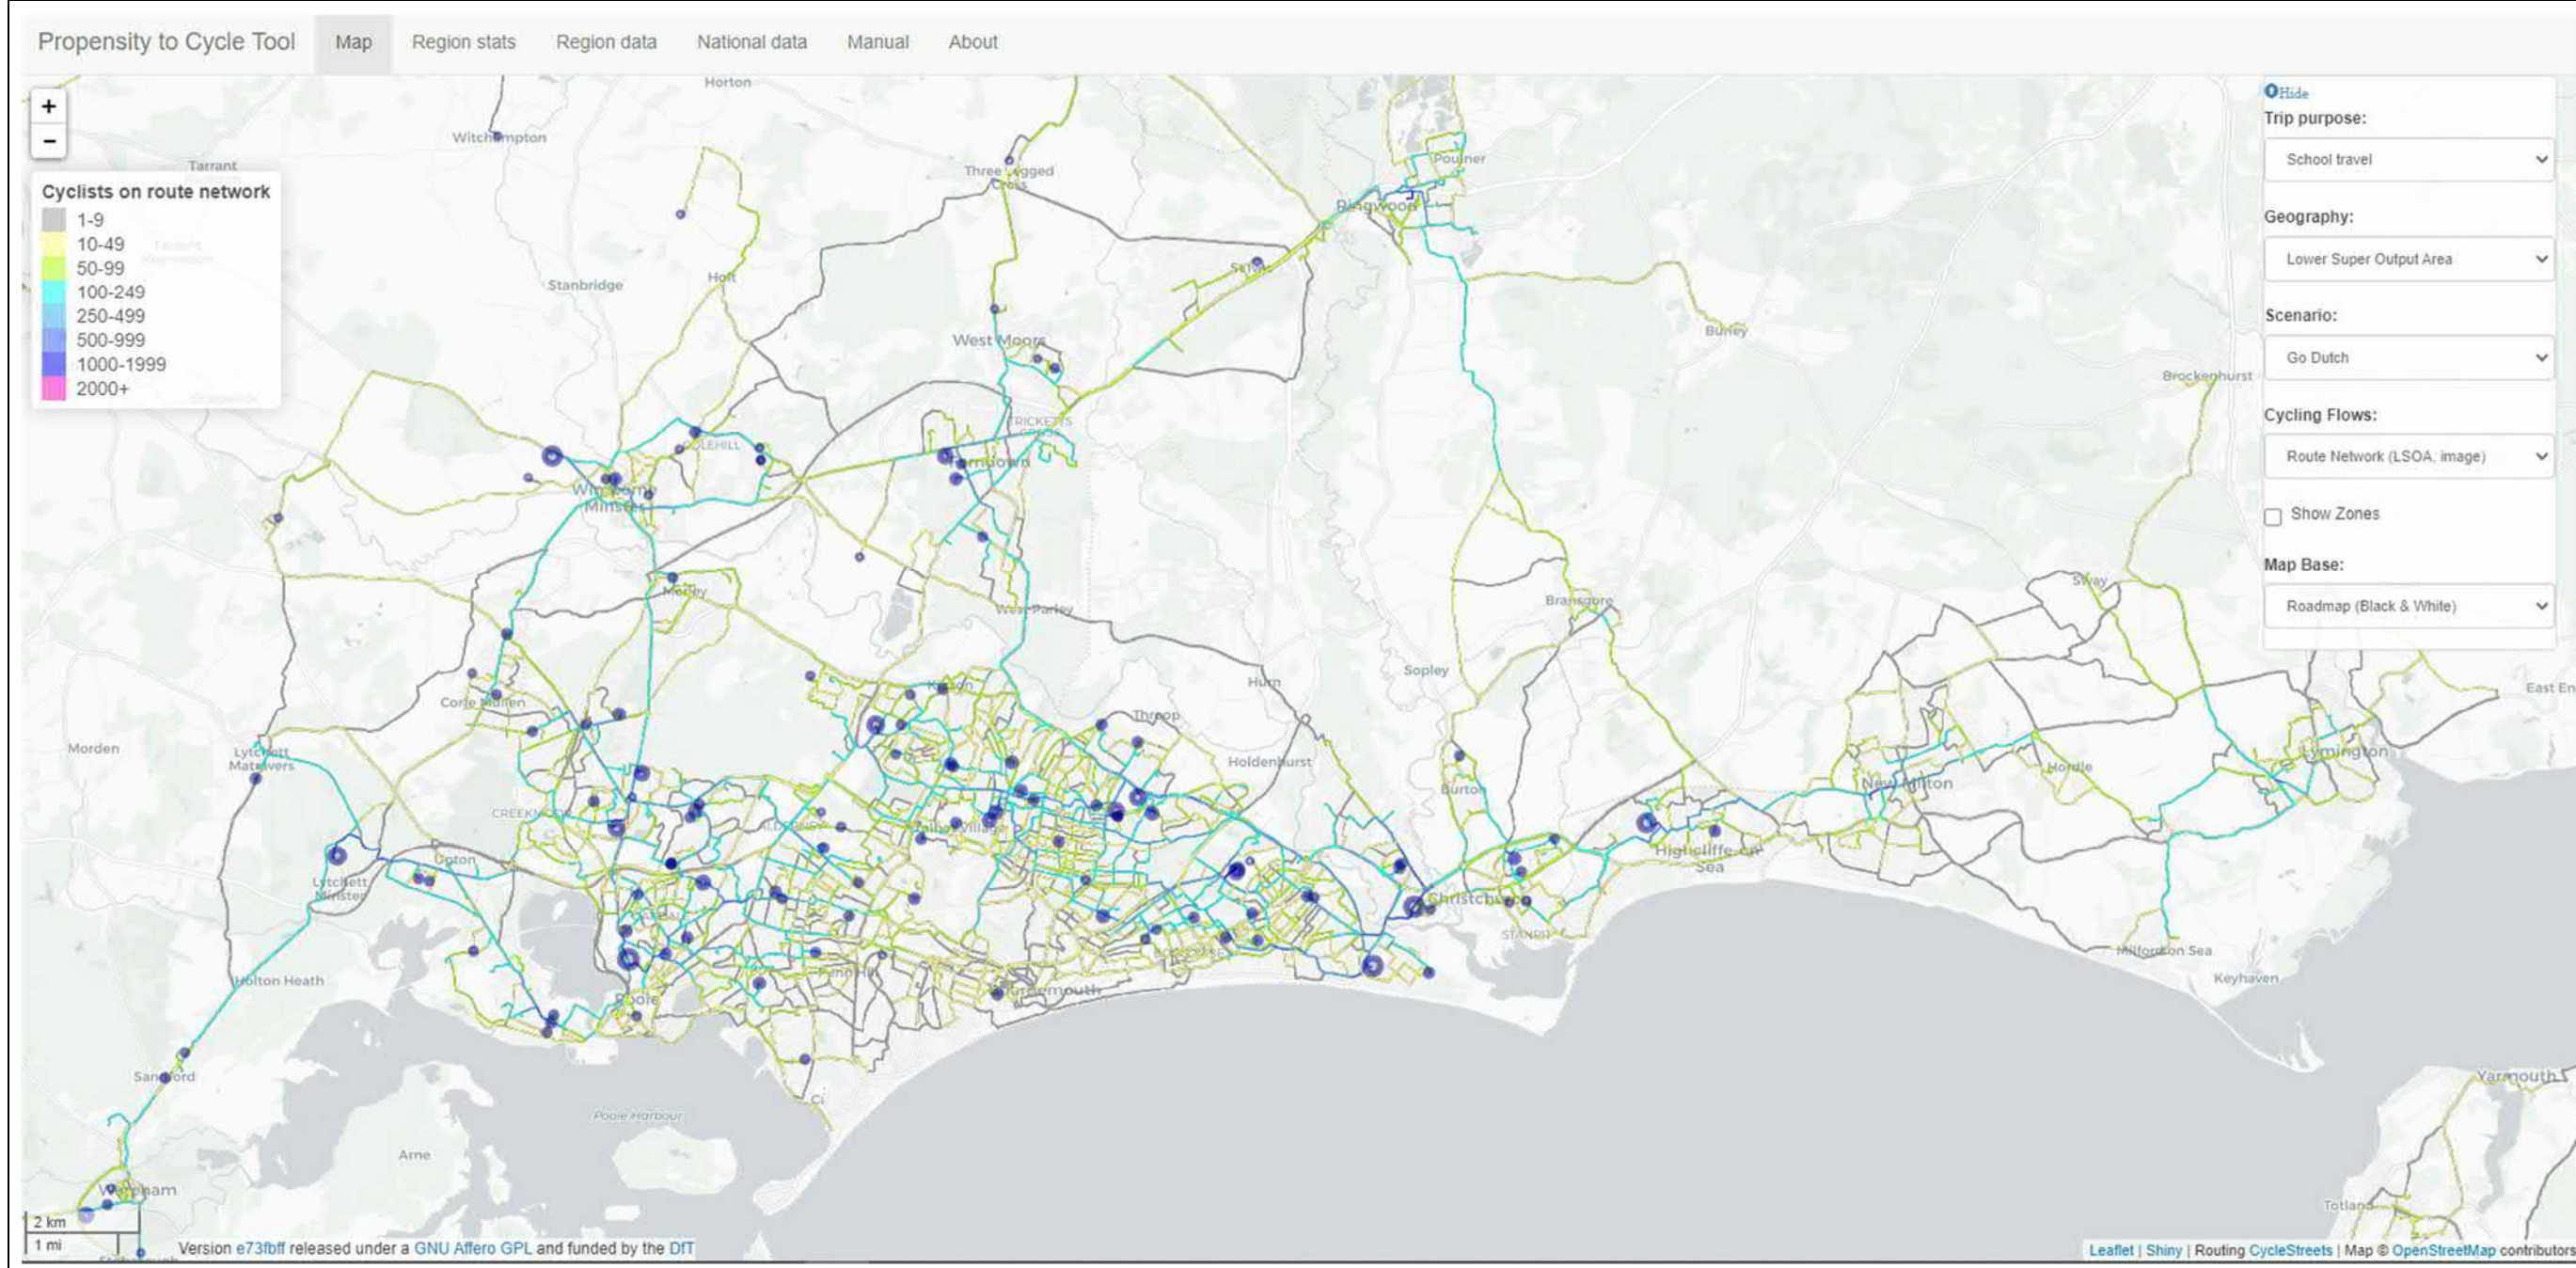 Propensity to Cycle Tool Map Region stats Region data National data Manual About
+
−
Cyclists on route network
1-9
10-49
50-99
100-249
250-499
500-999
1000-1999
2000+
Hide
Trip purpose:
School travel
Geography:
Lower Super Output Area
Scenario:
Go Dutch
Cycling Flows:
Route Network (LSOA, image)
Show Zones
Map Base:
Roadmap (Black & White)
Horton
Witchampton
Tarrant
Three Legged
Cross
Poulner
Ringwood
Holt
Stanbridge
West Moors
Burley
Brockenhurst
COLEHILL
Ferndown
Wimborne
Minster
Merley
West Parley
Bransgore
Sway
Sopley
Hurn
East En
Corfe Mullen
Kinson
Throop
Morden
Lytchett
Matravers
Holdenhurst
Lymington
Hordle
New Milton
Burton
Upton
Lytchett
Minster
Highcliffe-on-
Sea
Christchurch
Milford on Sea
Keyhaven
Holton Heath
Poole
Bournemouth
Sandford
Yarmouth
Poole Harbour
Arne
Wareham
Totland
2 km
1 mi
Version e73fbff released under a GNU Affero GPL and funded by the DfT
Leaflet | Shiny | Routing CycleStreets | Map © OpenStreetMap contributors